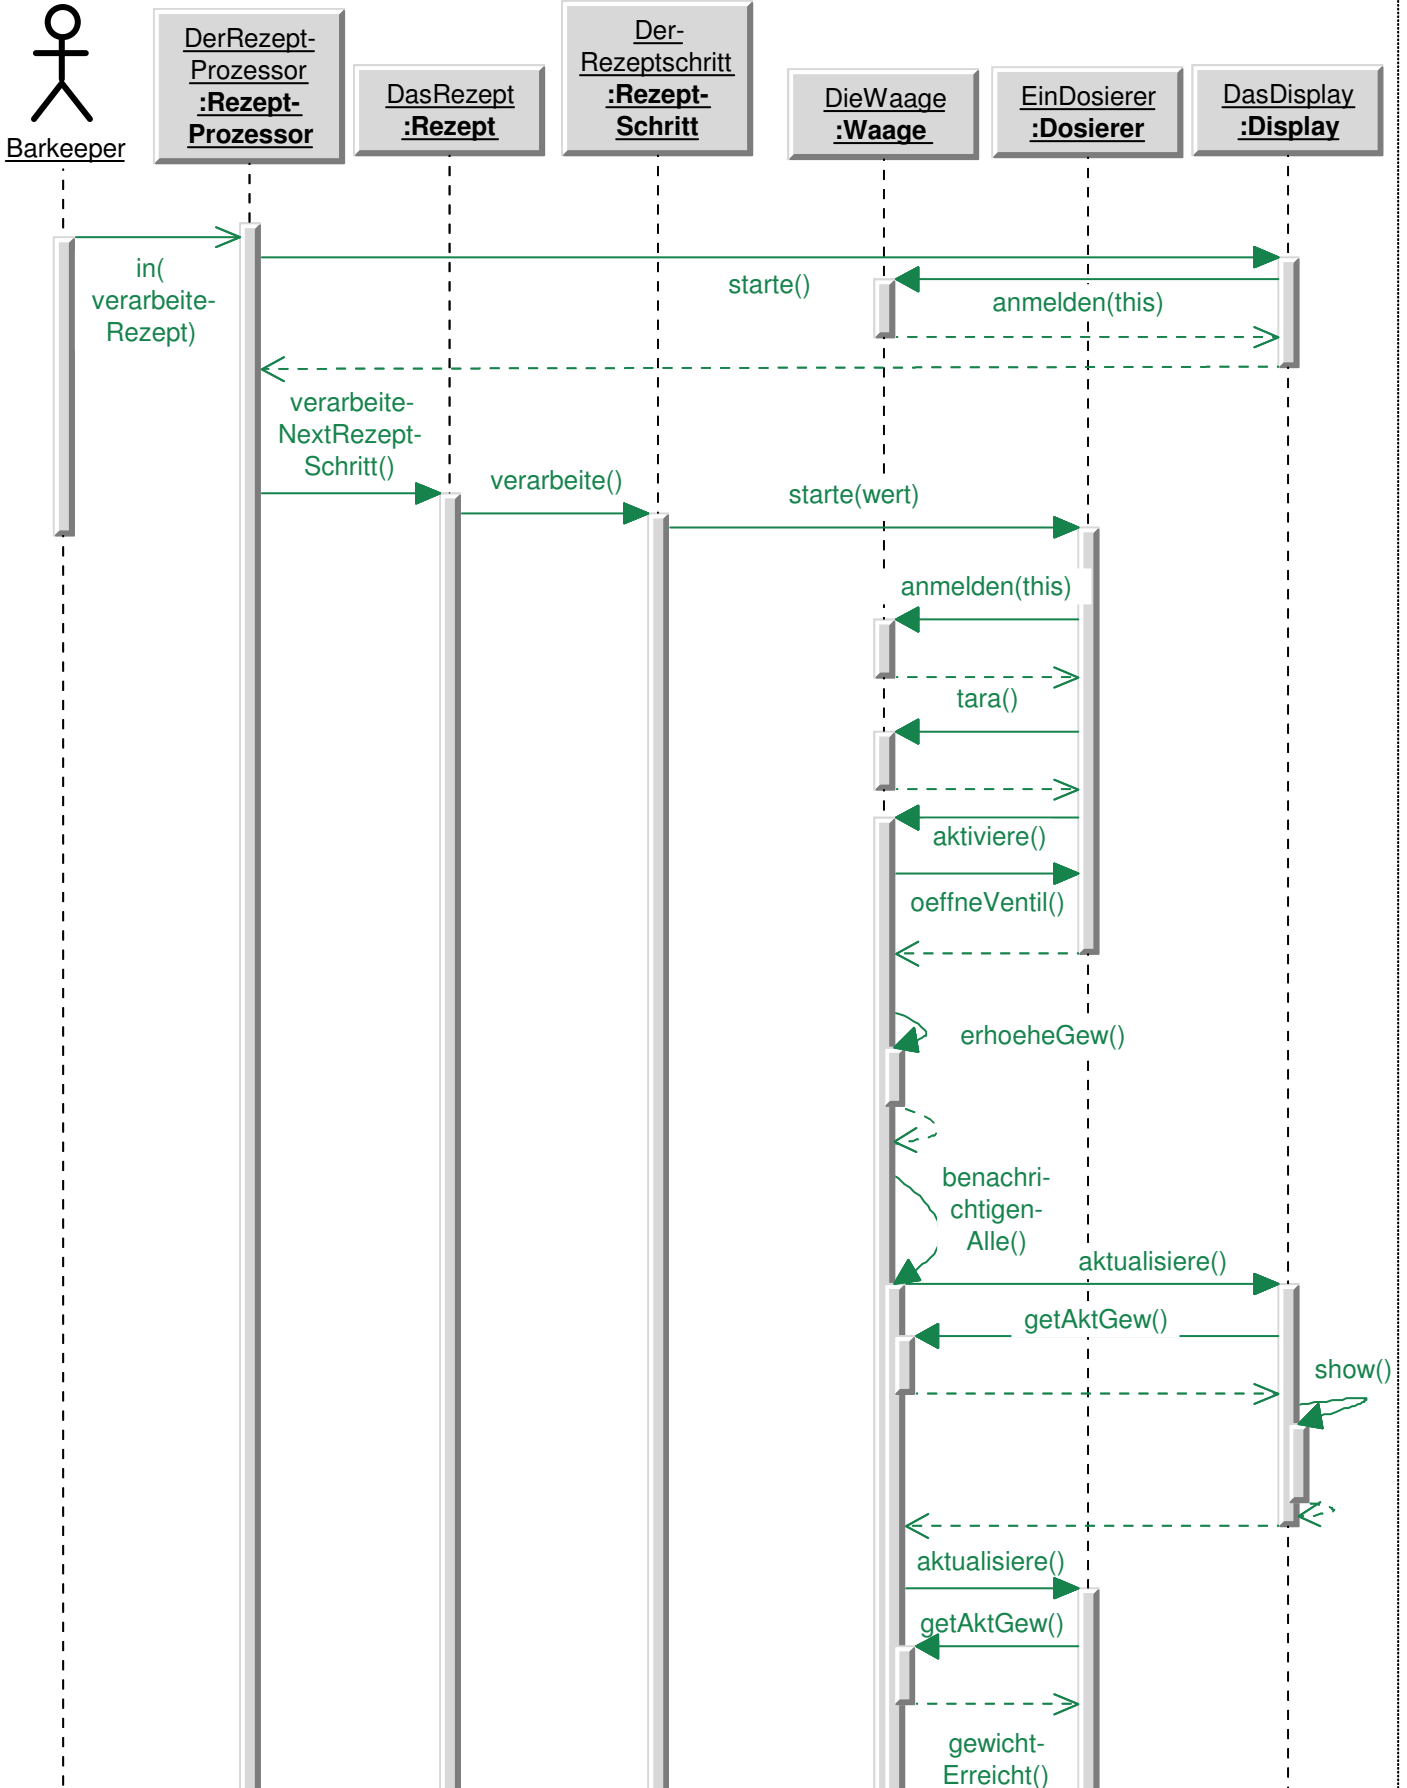 Barkeeper
DerRezept-
Prozessor
:Rezept-
Prozessor
DasRezept
:Rezept
Der-
Rezeptschritt
:Rezept-
Schritt
DieWaage
:Waage
EinDosierer
:Dosierer
DasDisplay
:Display
in(
verarbeite-
Rezept)
starte()
anmelden(this)
verarbeite-
NextRezept-
Schritt()
verarbeite()
starte(wert)
anmelden(this)
tara()
aktiviere()
oeffneVentil()
erhoeheGew()
benachri-
chtigen-
Alle()
aktualisiere()
getAktGew()
show()
aktualisiere()
getAktGew()
gewicht-
Erreicht()